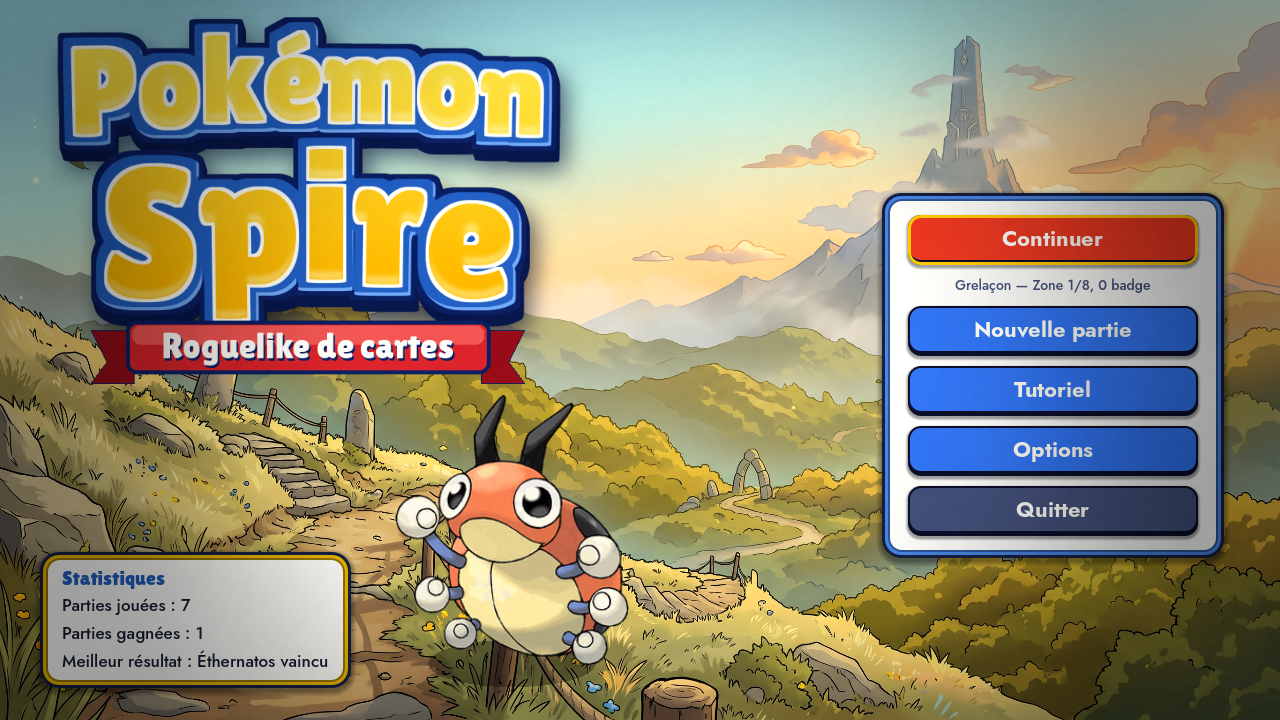 Pokémon
Spire
Roguelike de cartes
Continuer
Grelaçon — Zone 1/8, 0 badge
Nouvelle partie
Tutoriel
Options
Quitter
Statistiques
Parties jouées : 7
Parties gagnées : 1
Meilleur résultat : Éthernatos vaincu